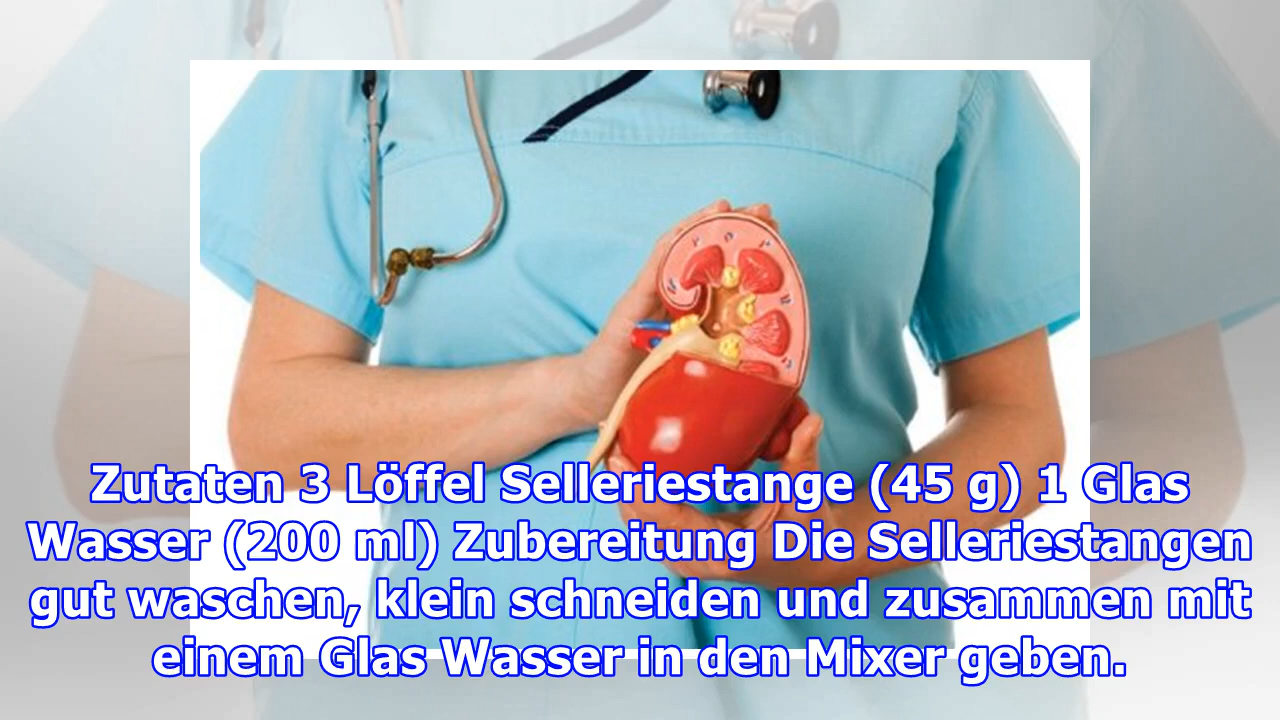 Zutaten 3 Löffel Selleriestange (45 g) 1 Glas
Wasser (200 ml) Zubereitung Die Selleriestangen
gut waschen, klein schneiden und zusammen mit
einem Glas Wasser in den Mixer geben.